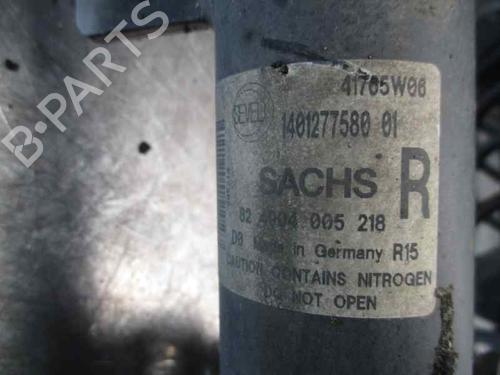 B-PARTS
41765W06
SEVEL
1401277580 01
SACHS R
82 4904 005 218
D0 Made in Germany R15
CAUTION CONTAINS NITROGEN
DO NOT OPEN